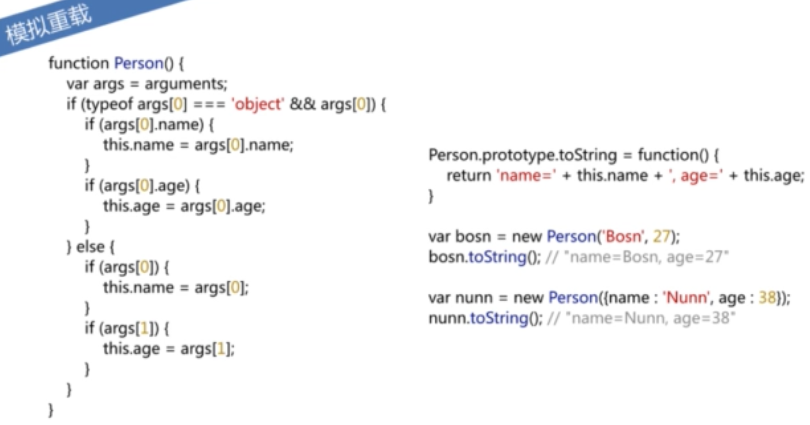 模拟重载
function Person() {
var args = arguments;
if (typeof args[0] === 'object' && args[0]) {
if (args[0].name) {
this.name = args[0].name;
}
if (args[0].age) {
this.age = args[0].age;
}
} else {
if (args[0]) {
this.name = args[0];
}
if (args[1]) {
this.age = args[1];
}
}
}
Person.prototype.toString = function() {
return 'name=' + this.name + ', age=' + this.age;
}
var bosn = new Person('Bosn', 27);
bosn.toString(); // "name=Bosn, age=27"
var nunn = new Person({name : 'Nunn', age : 38});
nunn.toString(); // "name=Nunn, age=38"